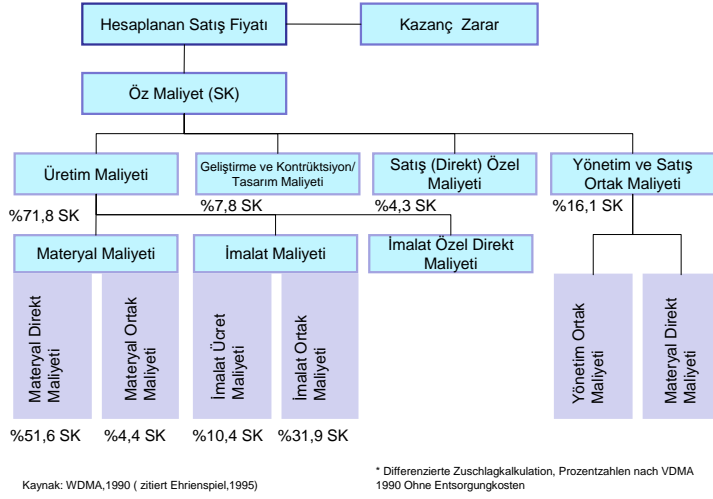 Hesaplanan Satış Fiyatı
Kazanç Zarar
Öz Maliyet (SK)
Üretim Maliyeti
Geliştirme ve Kontrüktsiyon/
Tasarım Maliyeti
Satış (Direkt) Özel
Maliyeti
Yönetim ve Satış
Ortak Maliyeti
%71,8 SK
%7,8 SK
%4,3 SK
%16,1 SK
Materyal Maliyeti
İmalat Maliyeti
İmalat Özel Direkt
Maliyeti
Materyal Direkt
Maliyeti
Materyal Ortak
Maliyeti
İmalat Ücret
Maliyeti
İmalat Ortak
Maliyeti
Yönetim Ortak
Maliyeti
Materyal Direkt
Maliyeti
%51,6 SK
%4,4 SK
%10,4 SK
%31,9 SK
Kaynak: WDMA,1990 ( zitiert Ehrienspiel,1995)
* Differenzierte Zuschlagkalkulation, Prozentzahlen nach VDMA
1990 Ohne Entsorgungkosten